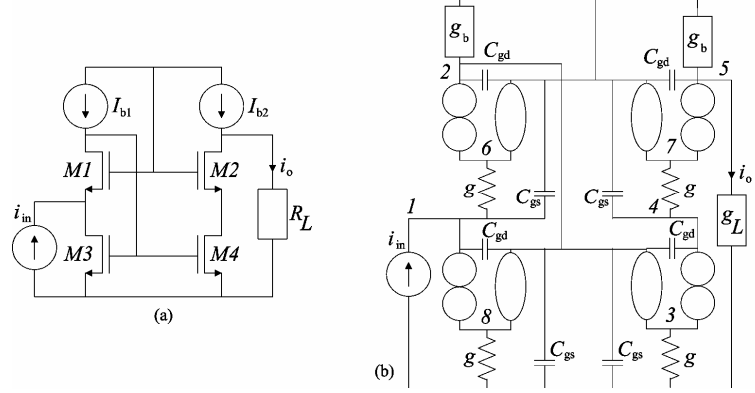 g_b g_b
C_gd C_gd
2 5
I_b1 I_b2
6 7
M1 M2
i_o i_o
g C_gs C_gs g
1 4
i_in R_L C_gd C_gd g_L
i_in
M3 M4
8 3
(a)
g C_gs C_gs g
(b)